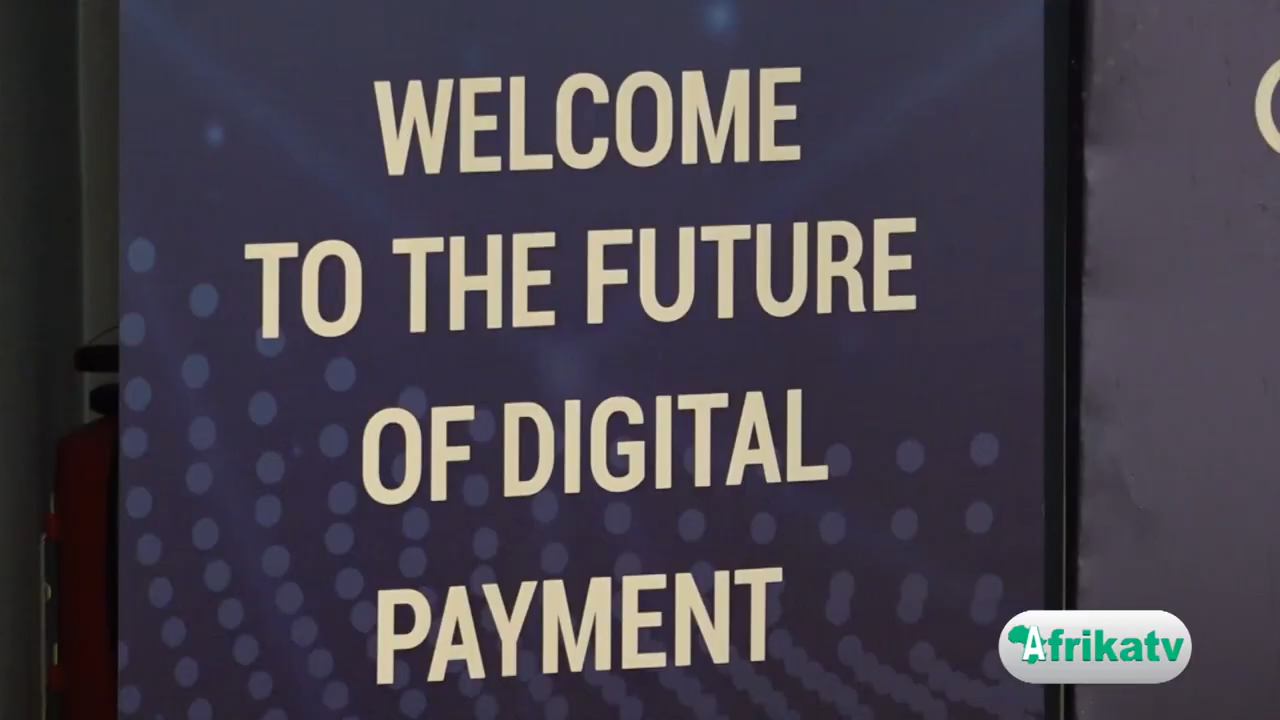 WELCOME
TO THE FUTURE
OF DIGITAL
PAYMENT
Afrikatv